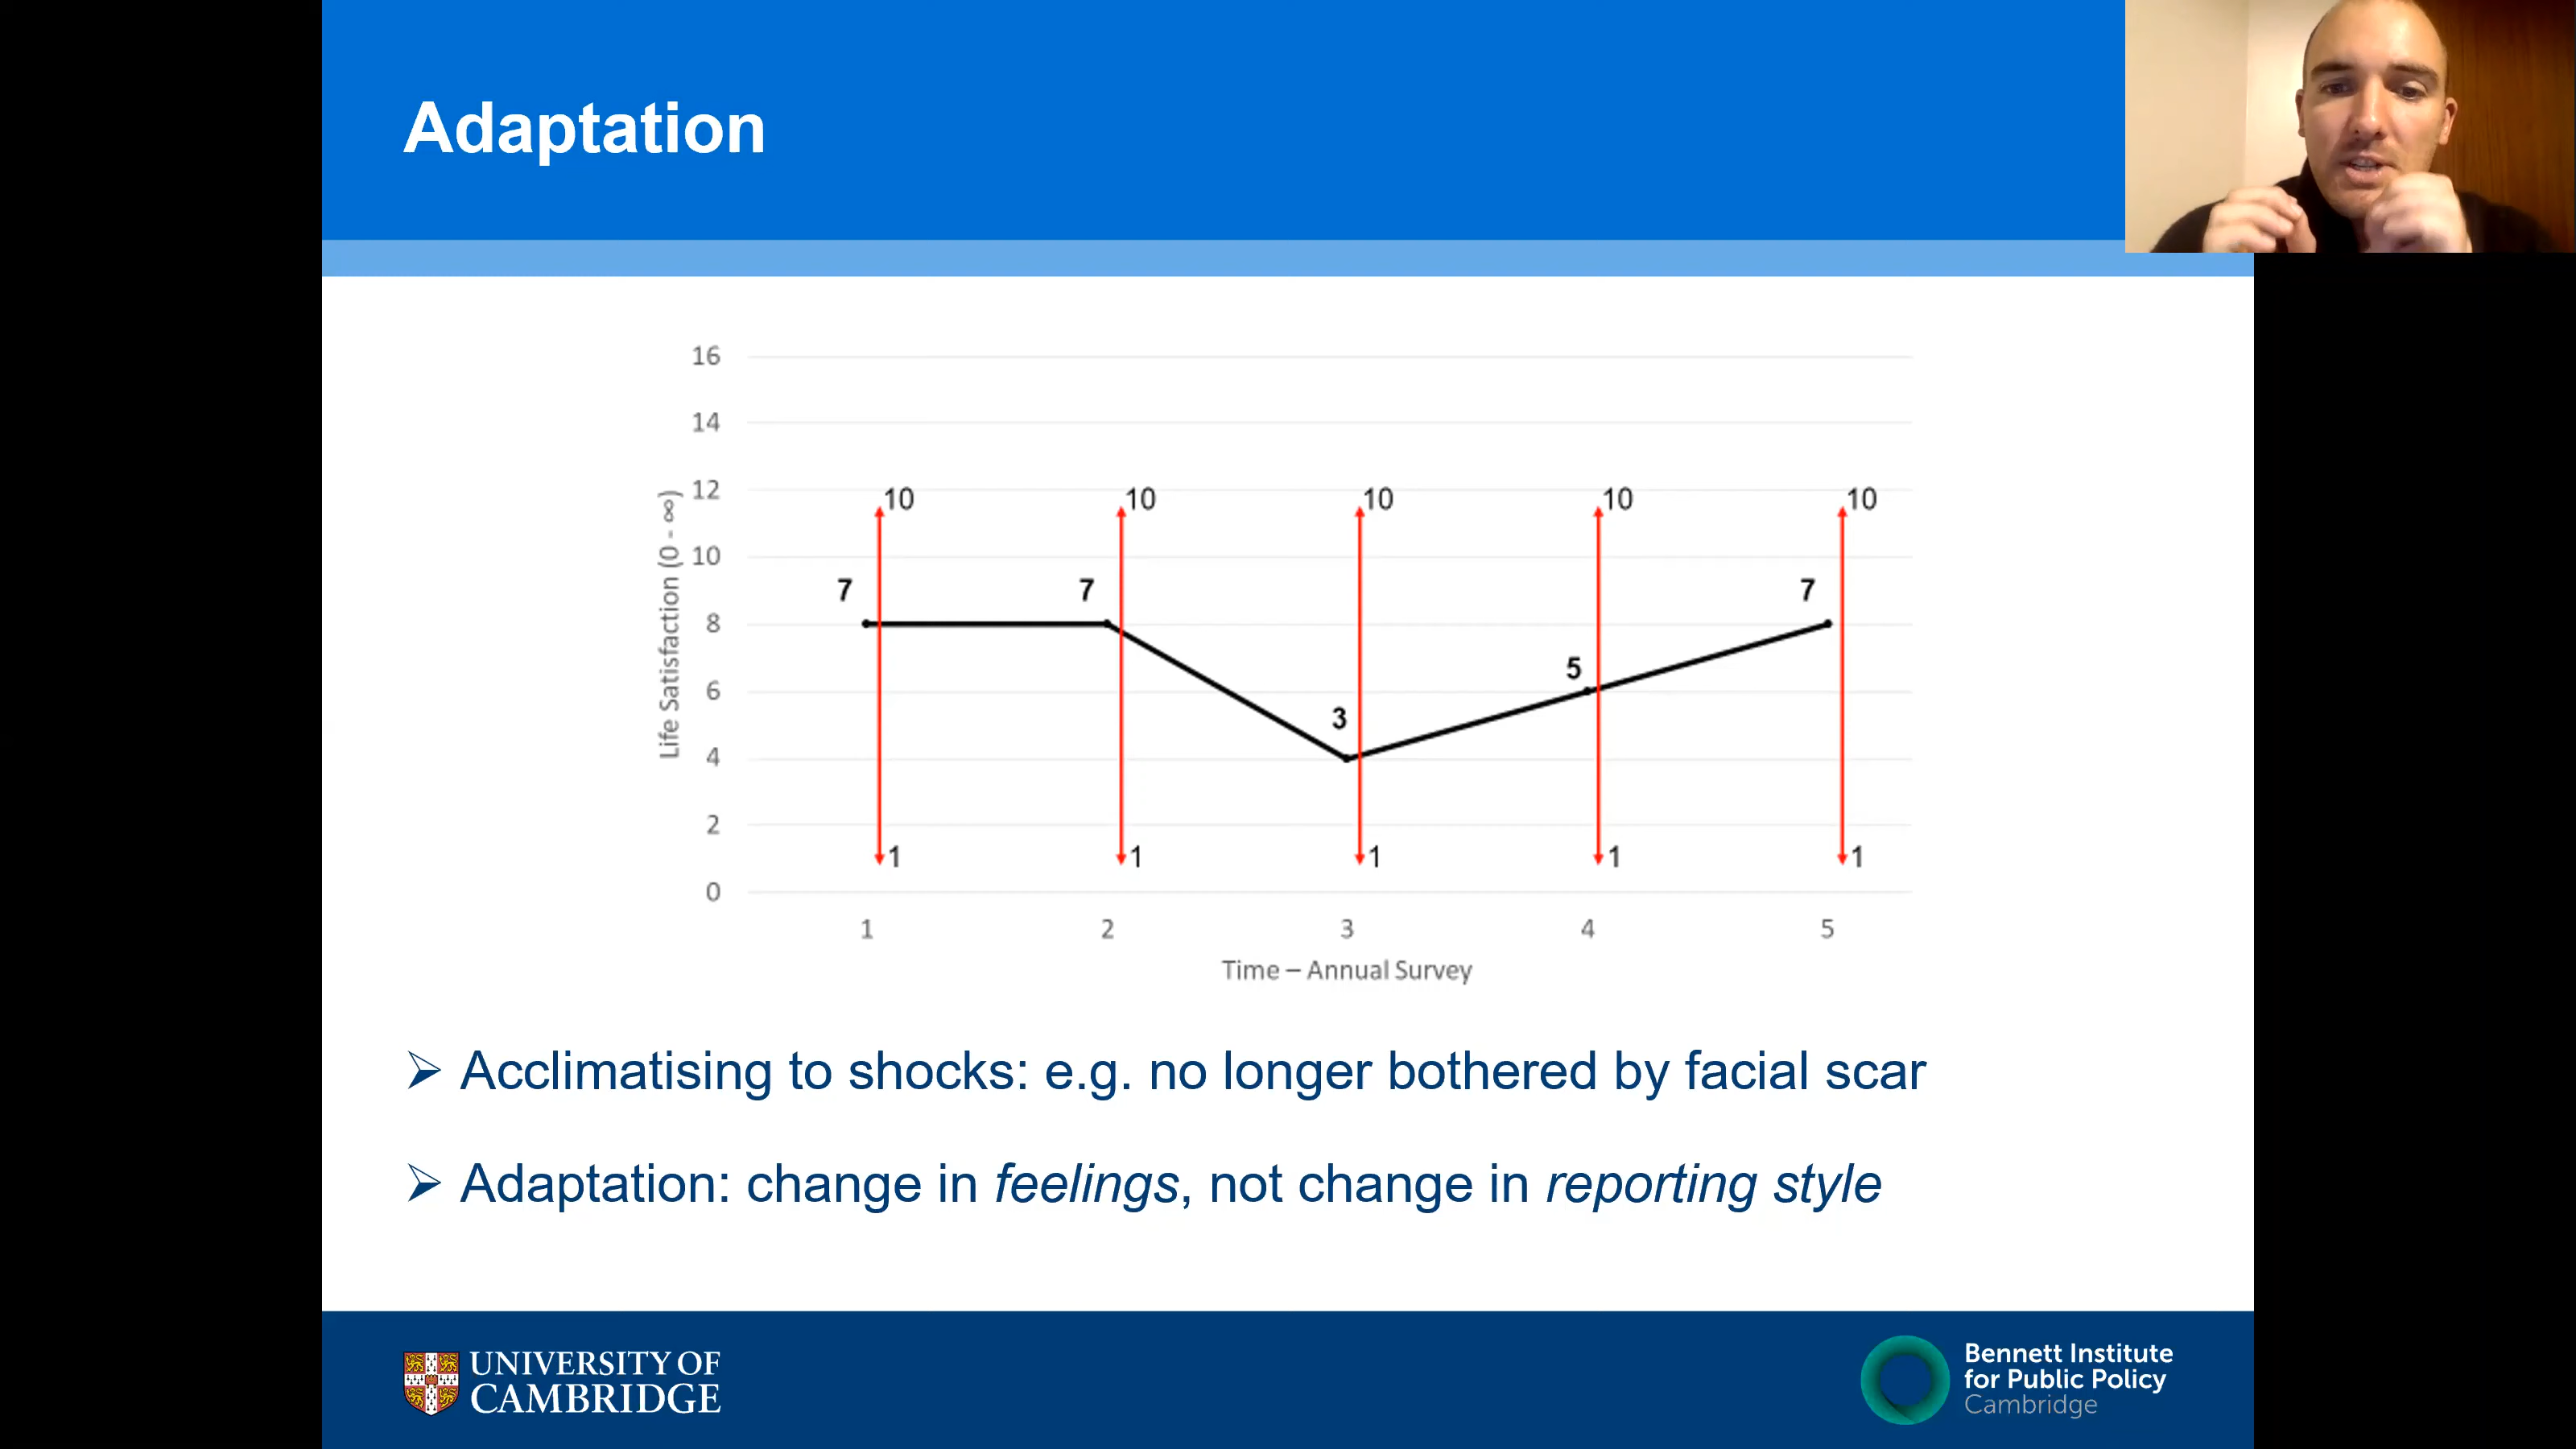 Adaptation
16
14
12
10
8
6
4
2
0
Life Satisfaction (0 - ∞)
10
10
10
10
10
7
7
3
5
7
1
1
1
1
1
1
2
3
4
5
Time – Annual Survey
➢ Acclimatising to shocks: e.g. no longer bothered by facial scar
➢ Adaptation: change in feelings, not change in reporting style
UNIVERSITY OF
CAMBRIDGE
Bennett Institute
for Public Policy
Cambridge